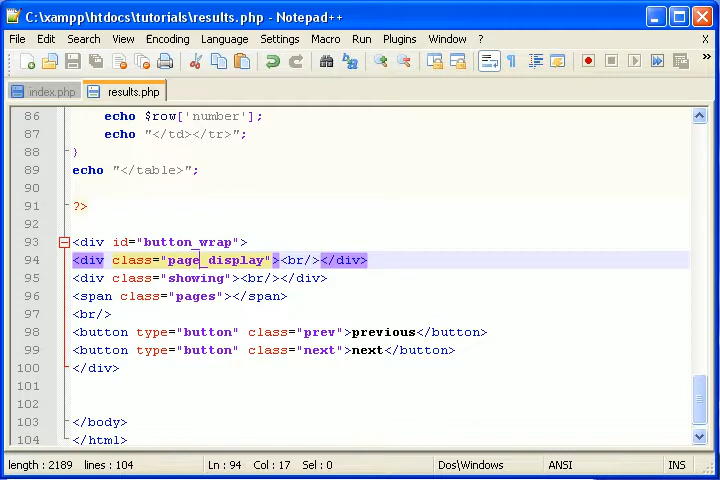 C:\xampp\htdocs\tutorials\results.php - Notepad++
File Edit Search View Encoding Language Settings Macro Run Plugins Window ? X
index.php results.php
86 echo $row['number'];
87 echo "</td></tr>";
88 }
89 echo "</table>";
90
91 ?>
92
93 <div id="button_wrap">
94 <div class="page_display"><br/></div>
95 <div class="showing"><br/></div>
96 <span class="pages"></span>
97 <br/>
98 <button type="button" class="prev">previous</button>
99 <button type="button" class="next">next</button>
100 </div>
101
102
103 </body>
104 </html>
length : 2189 lines : 104 Ln : 94 Col : 17 Sel : 0 Dos\Windows ANSI INS